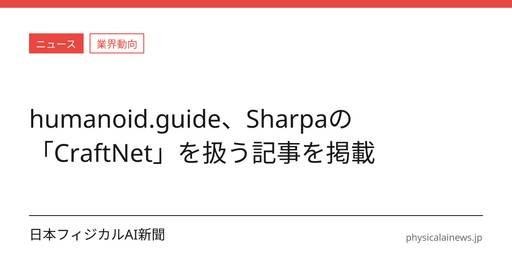 ニュース 業界動向
humanoid.guide、Sharpaの
「CraftNet」を扱う記事を掲載
日本フィジカルAI新聞
physicalainews.jp